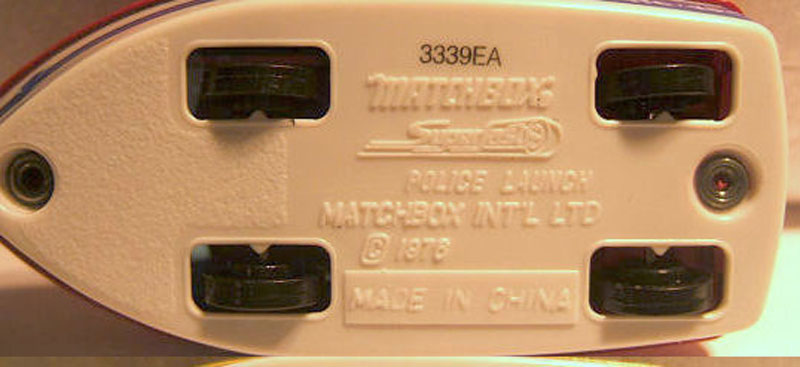 3339EA
MATCHBOX
Superfast
POLICE LAUNCH
MATCHBOX INT'L LTD
© 1976
MADE IN CHINA